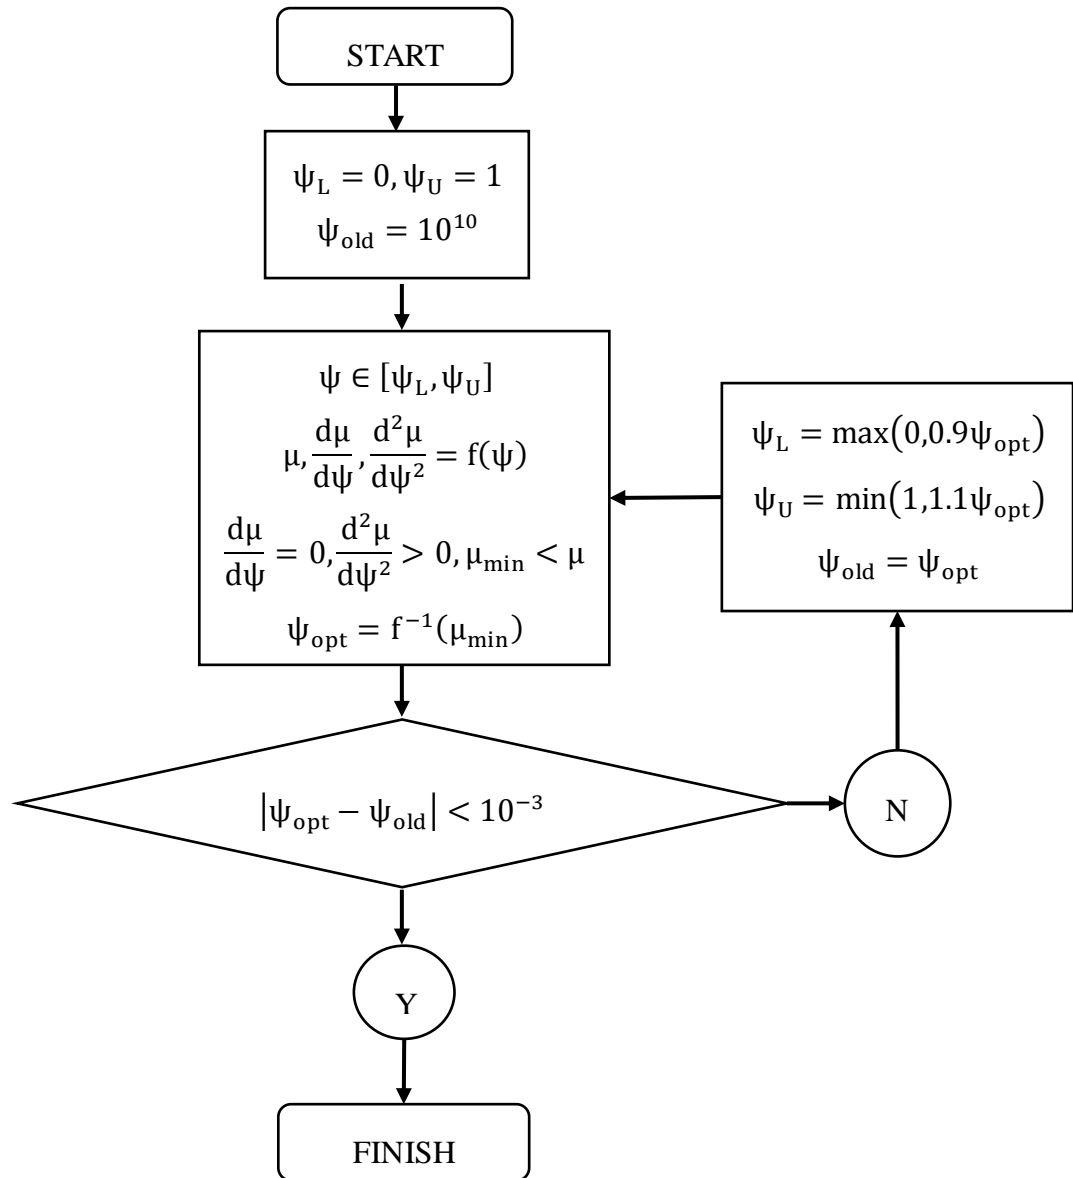 START
ψ_L = 0, ψ_U = 1
ψ_old = 10^10
ψ ∈ [ψ_L, ψ_U]
μ, dμ/dψ, d²μ/dψ² = f(ψ)
dμ/dψ = 0, d²μ/dψ² > 0, μ_min < μ
ψ_opt = f^−1(μ_min)
ψ_L = max(0,0.9ψ_opt)
ψ_U = min(1,1.1ψ_opt)
ψ_old = ψ_opt
|ψ_opt − ψ_old| < 10^−3
N
Y
FINISH